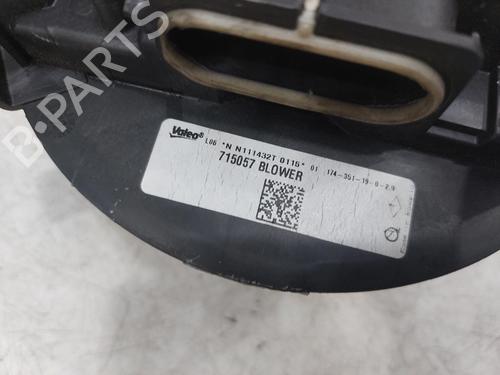 Valeo® L06 *N N111432T 0115* 01 174-351-19-0-2.9
715057 BLOWER
B-PARTS